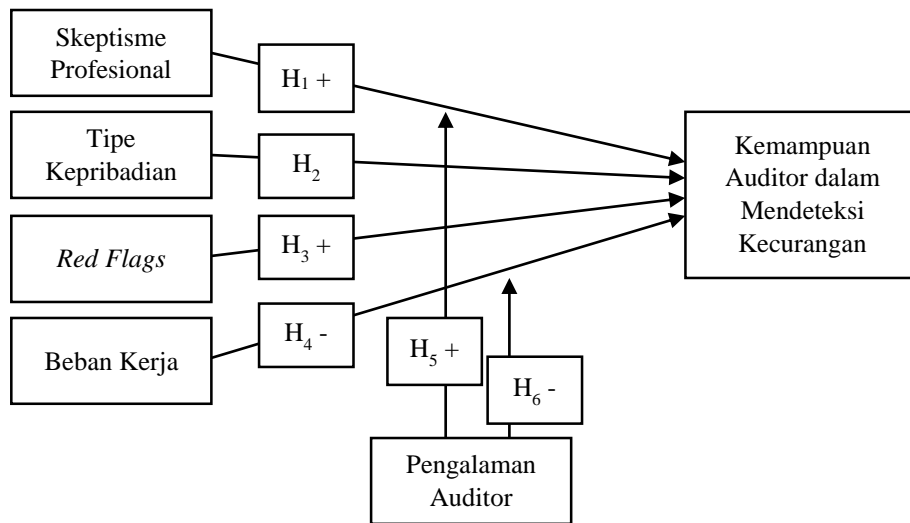 Skeptisme
Profesional
H₁ +
Tipe
Kepribadian
H₂
Red Flags
H₃ +
Beban Kerja
H₄ -
Kemampuan
Auditor dalam
Mendeteksi
Kecurangan
H₅ +
H₆ -
Pengalaman
Auditor